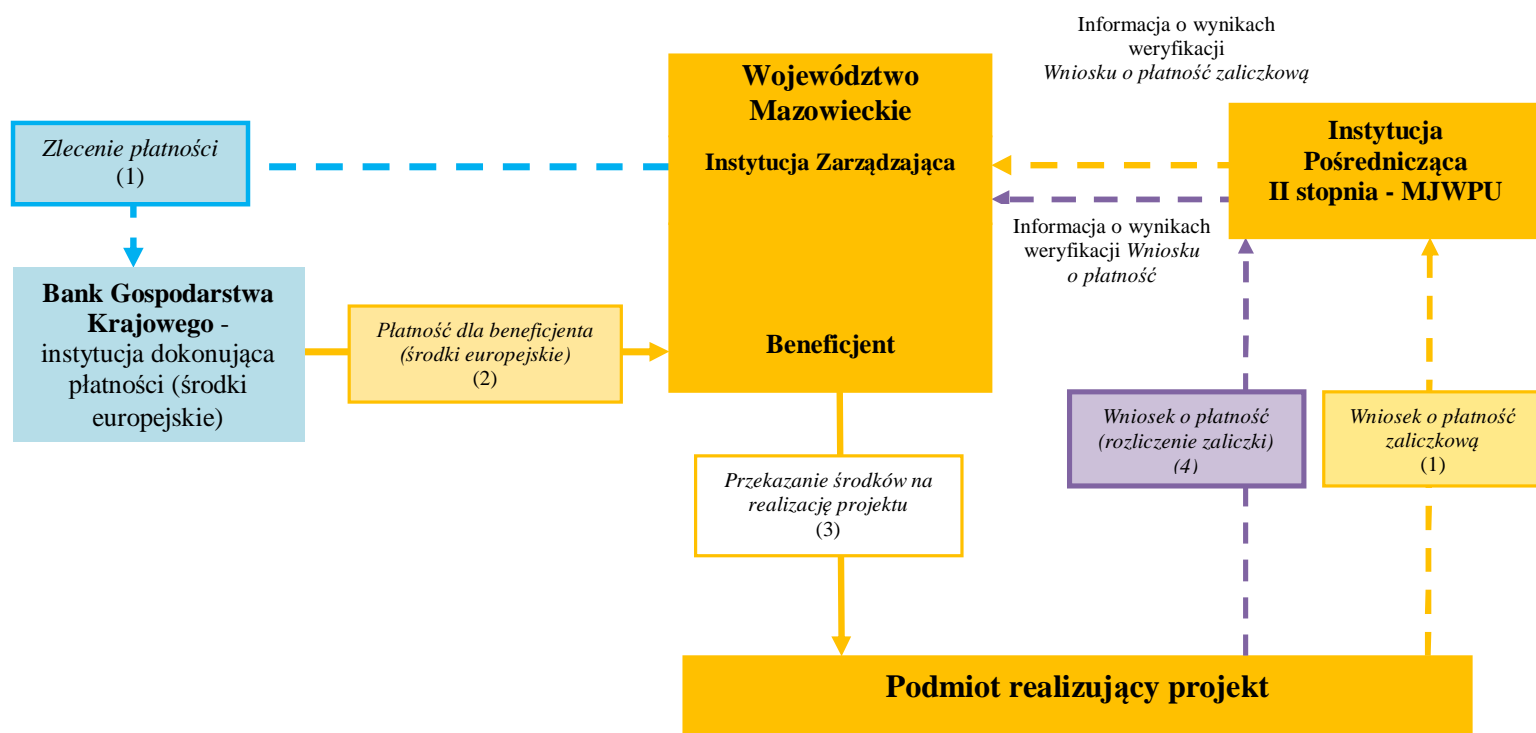 Informacja o wynikach
weryfikacji
Wniosku o płatność zaliczkową
Województwo
Mazowieckie
Instytucja Zarządzająca
Beneficjent
Zlecenie płatności
(1)
Instytucja
Pośrednicząca
II stopnia - MJWPU
Informacja o wynikach
weryfikacji Wniosku
o płatność
Bank Gospodarstwa
Krajowego -
instytucja dokonująca
płatności (środki
europejskie)
Płatność dla beneficjenta
(środki europejskie)
(2)
Wniosek o płatność
(rozliczenie zaliczki)
(4)
Wniosek o płatność
zaliczkową
(1)
Przekazanie środków na
realizację projektu
(3)
Podmiot realizujący projekt